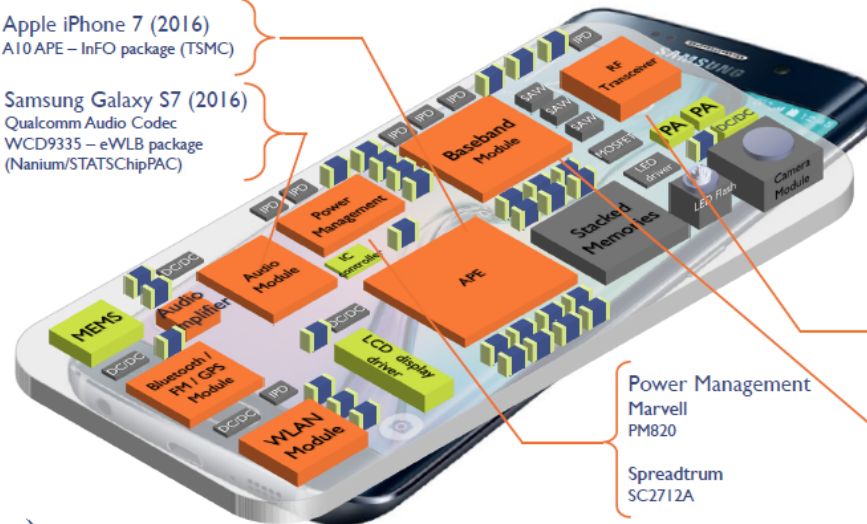 Apple iPhone 7 (2016)
A10 APE – InFO package (TSMC)
Samsung Galaxy S7 (2016)
Qualcomm Audio Codec
WCD9335 – eWLB package
(Nanium/STATSChipPAC)
SAMSUNG
IPD
RF
Transceiver
IPD
IPD
IPD
SAW
SAW
SAW
PA
PA
DC/DC
IPD
IPD
IPD
Baseband
Module
MOSFET
LED
driver
Camera
Module
LED Flash
IPD
IPD
Power
Management
Stacked
Memories
DC/DC
Audio
Module
IC
controller
APE
MEMS
Audio
mplifier
DC/DC
LCD display
driver
DC/DC
Bluetooth /
FM / GPS
Module
IPD
DC/DC
WLAN
Module
Power Management
Marvell
PM820
Spreadtrum
SC2712A